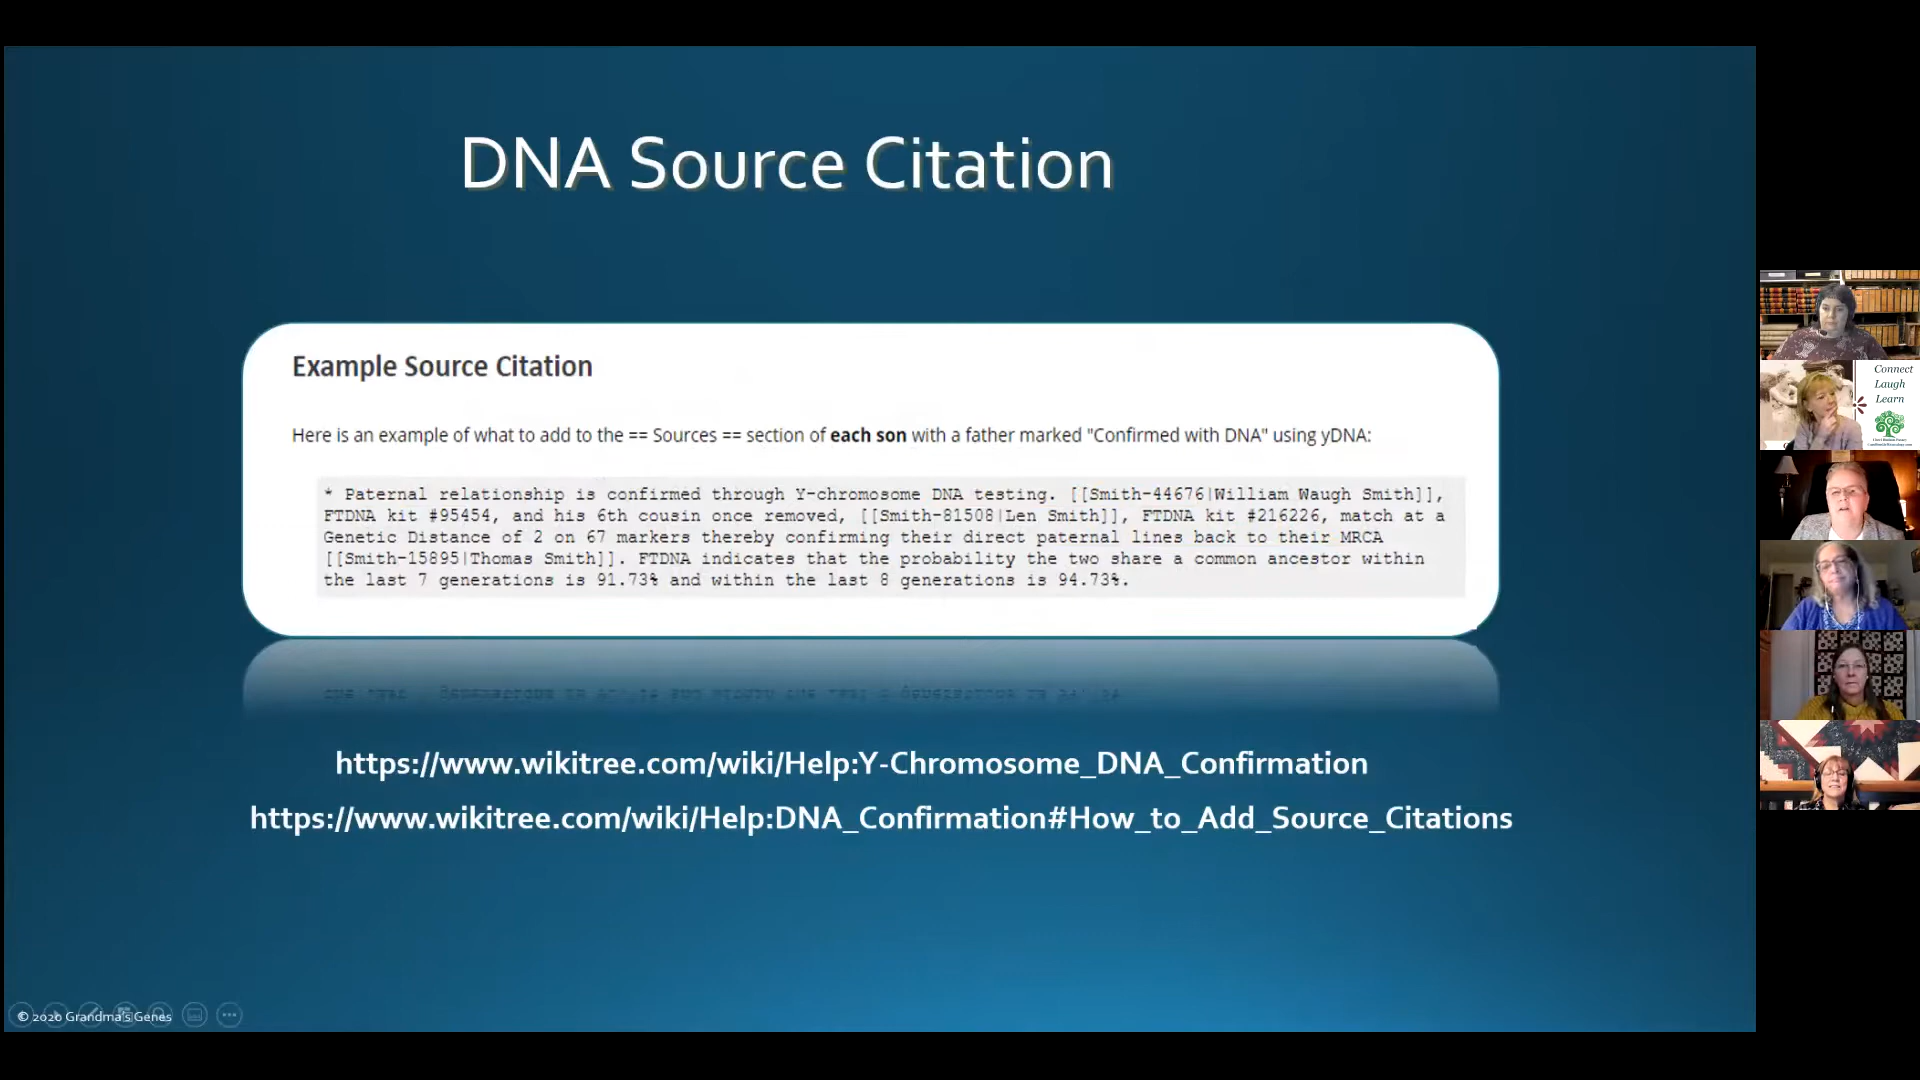 DNA Source Citation
Example Source Citation
Here is an example of what to add to the == Sources == section of each son with a father marked "Confirmed with DNA" using yDNA:
* Paternal relationship is confirmed through Y-chromosome DNA testing. [[Smith-44676|William Waugh Smith]],
FTDNA kit #95454, and his 6th cousin once removed, [[Smith-81508|Len Smith]], FTDNA kit #216226, match at a
Genetic Distance of 2 on 67 markers thereby confirming their direct paternal lines back to their MRCA
[[Smith-15895|Thomas Smith]]. FTDNA indicates that the probability the two share a common ancestor within
the last 7 generations is 91.73% and within the last 8 generations is 94.73%.
https://www.wikitree.com/wiki/Help:Y-Chromosome_DNA_Confirmation
https://www.wikitree.com/wiki/Help:DNA_Confirmation#How_to_Add_Source_Citations
© 2020 Grandma's Genes
Connect
Laugh
Learn